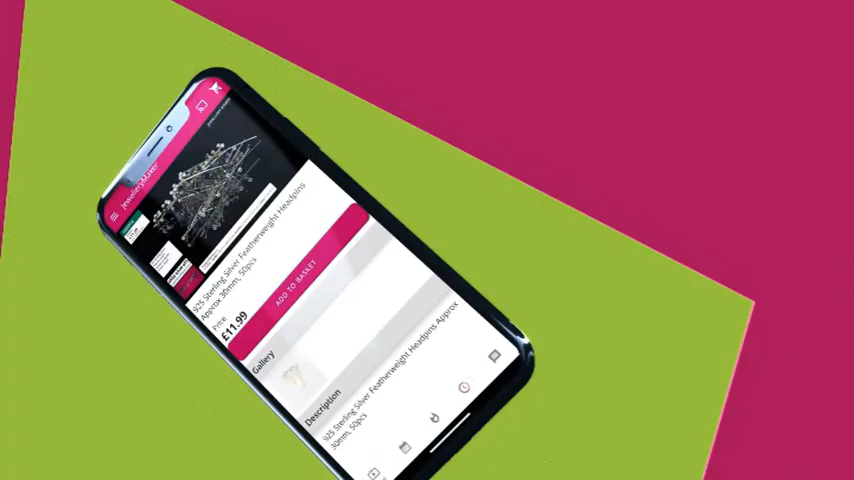 JewelleryMaker
925 Sterling Silver Featherweight Headpins
Approx 30mm, 50pcs
Price
£11.99
ADD TO BASKET
Gallery
Description
925 Sterling Silver Featherweight Headpins Approx
30mm, 50pcs